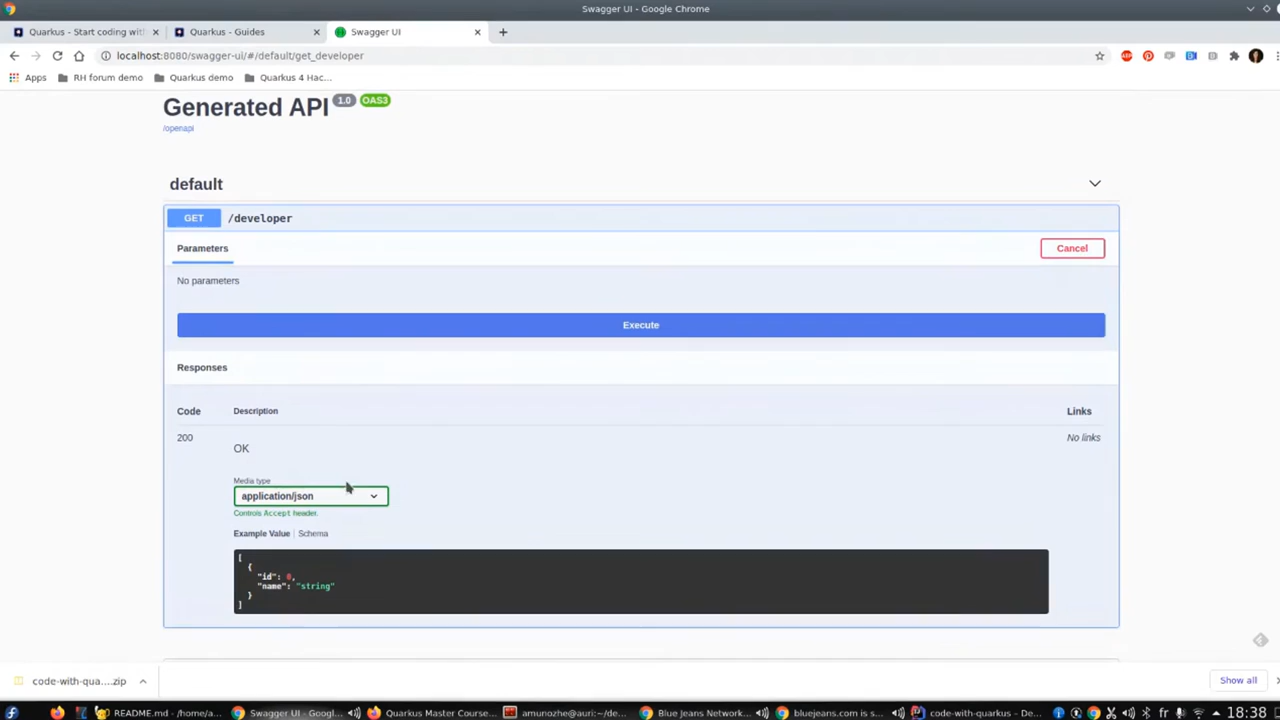 Swagger UI - Google Chrome
Quarkus - Start coding wit
Quarkus - Guides
Swagger UI
localhost:8080/swagger-ui/#/default/get_developer
Apps
RH forum demo
Quarkus demo
Quarkus 4 Hac...
Generated API 1.0 OAS3
/openapi
default
GET /developer
Parameters
Cancel
No parameters
Execute
Responses
Code Description Links
200 OK No links
Media type
application/json
Controls Accept header.
Example Value | Schema
[
{
"id": 0,
"name": "string"
}
]
code-with-qua....zip
Show all
README.md - /home/a...
Swagger UI - Googl...
Quarkus Master Course...
amunozhe@auri:~/de...
Blue Jeans Network...
bluejeans.com is s...
code-with-quarkus - De...
fr
18:38